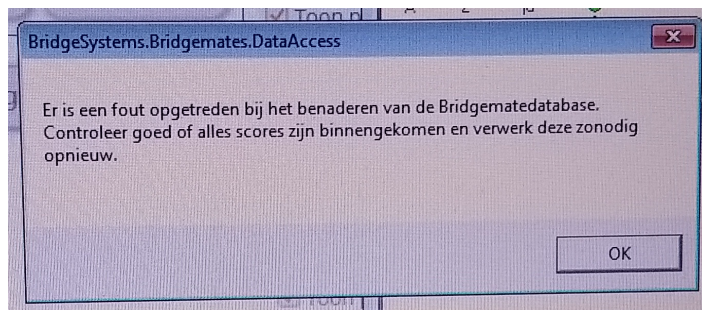 Toon n
BridgeSystems.Bridgemates.DataAccess
Er is een fout opgetreden bij het benaderen van de Bridgematedatabase.
Controleer goed of alles scores zijn binnengekomen en verwerk deze zonodig
opnieuw.
OK